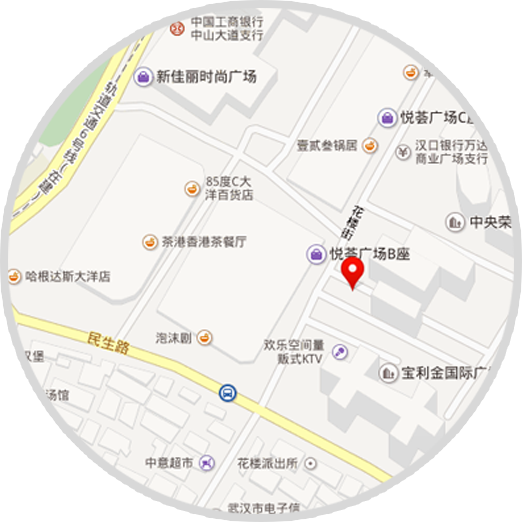 中国工商银行
中山大道支行
新佳丽时尚广场
轨道交通6号线(在建)
悦荟广场C座
壹贰叁锅居
汉口银行万达
商业广场支行
85度C大
洋百货店
花楼街
中央荣
茶港香港茶餐厅
悦荟广场B座
哈根达斯大洋店
民生路
泡沫剧
欢乐空间量
贩式KTV
汉堡
宝利金国际广
场馆
中意超市
花楼派出所
武汉市电子信